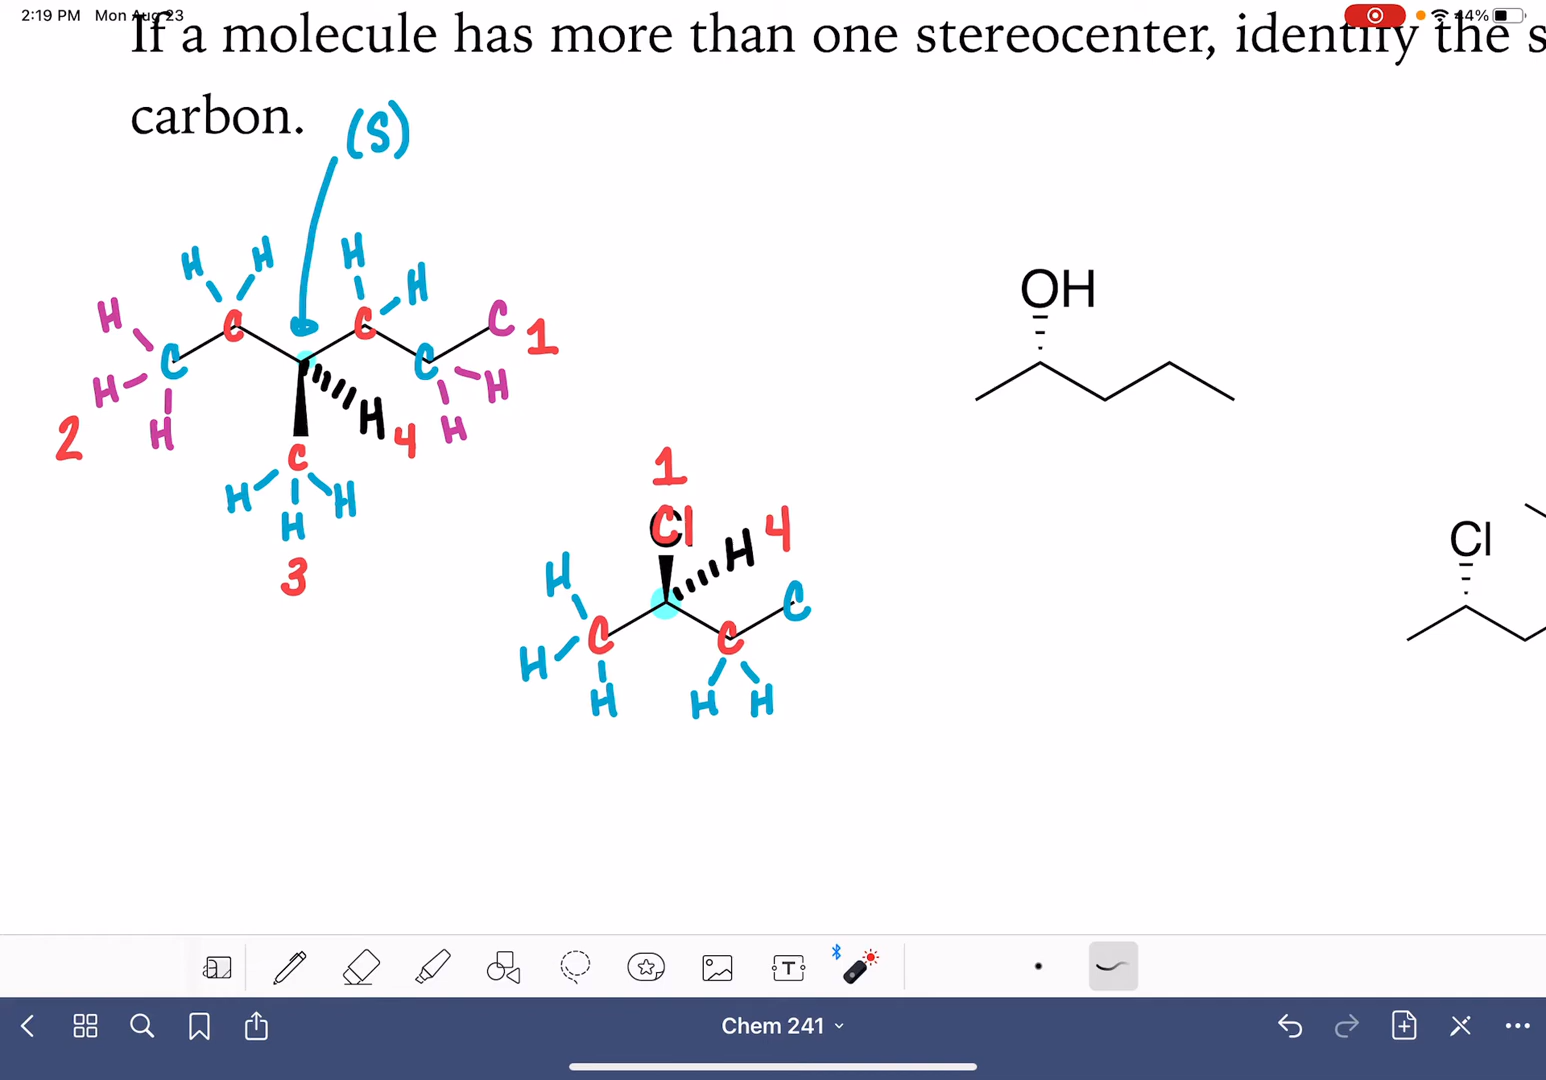 2:19 PM Mon Aug 23
44%
If a molecule has more than one stereocenter, identify the s
carbon.
(S)
H H H H
H C C C C C 1
H H H
2 H H 4 H
C
H H H
3
1
Cl H 4
H C
H C C
H H H
OH
Cl
T
Chem 241